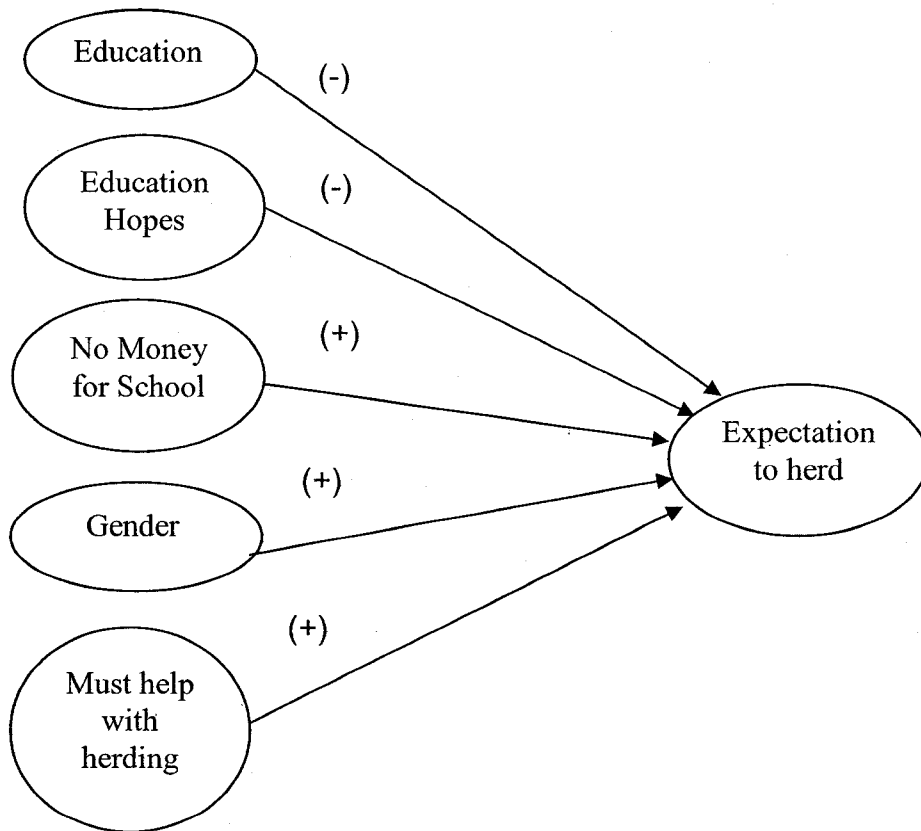 Education
(-)
Education
Hopes
(-)
No Money
for School
(+)
Expectation
to herd
Gender
(+)
Must help
with
herding
(+)